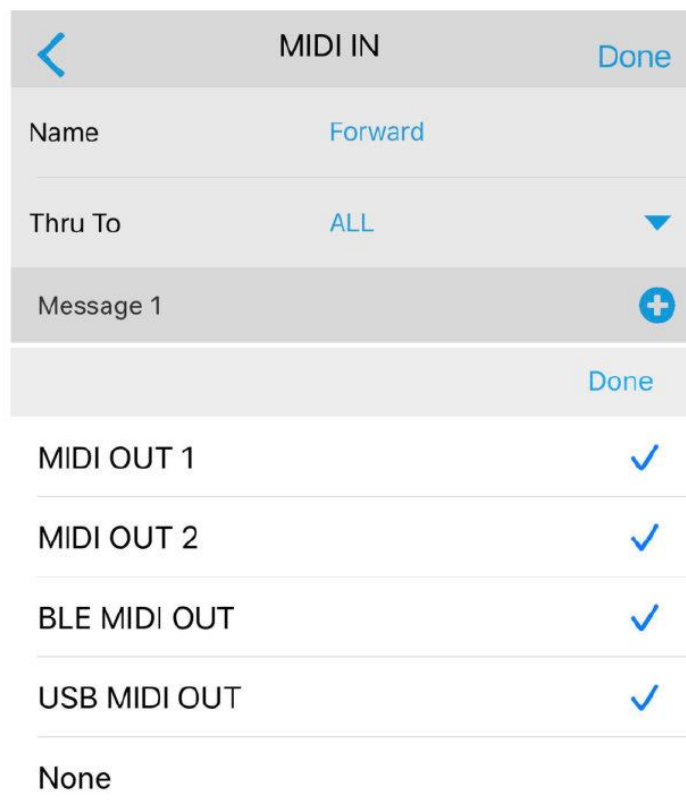 MIDI IN Done
Name Forward
Thru To ALL
Message 1
Done
MIDI OUT 1
MIDI OUT 2
BLE MIDI OUT
USB MIDI OUT
None